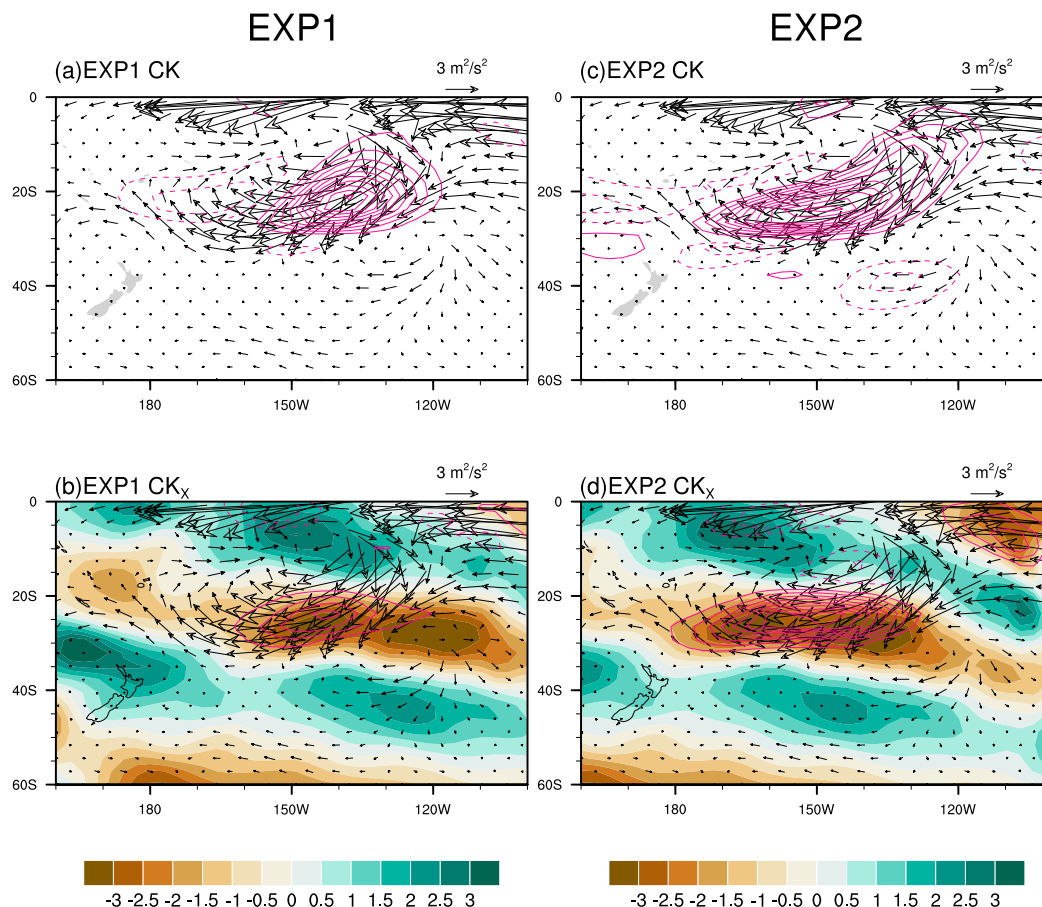 EXP1
EXP2
(a)EXP1 CK
3 m²/s²
(c)EXP2 CK
3 m²/s²
0
20S
40S
60S
180
150W
120W
0
20S
40S
60S
180
150W
120W
(b)EXP1 CKX
3 m²/s²
(d)EXP2 CKX
3 m²/s²
0
20S
40S
60S
180
150W
120W
0
20S
40S
60S
180
150W
120W
-3 -2.5 -2 -1.5 -1 -0.5 0 0.5 1 1.5 2 2.5 3
-3 -2.5 -2 -1.5 -1 -0.5 0 0.5 1 1.5 2 2.5 3